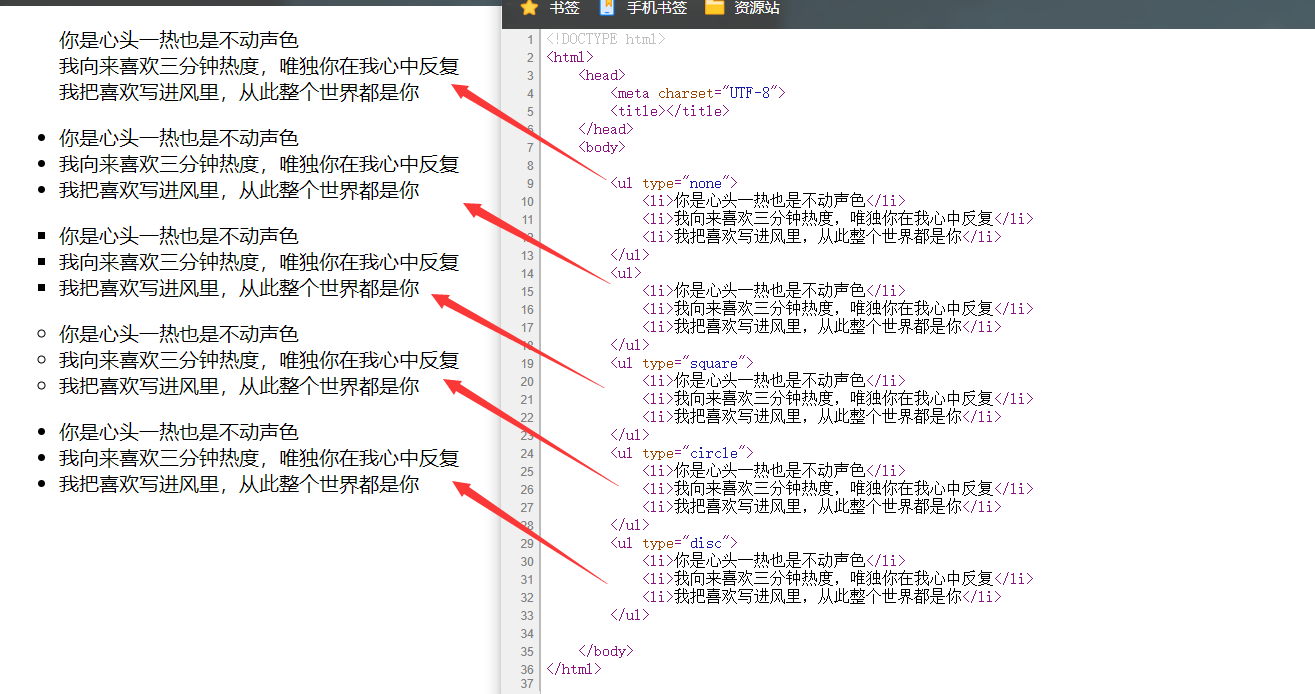 书签 手机书签 资源站
你是心头一热也是不动声色
我向来喜欢三分钟热度，唯独你在我心中反复
我把喜欢写进风里，从此整个世界都是你
你是心头一热也是不动声色
我向来喜欢三分钟热度，唯独你在我心中反复
我把喜欢写进风里，从此整个世界都是你
你是心头一热也是不动声色
我向来喜欢三分钟热度，唯独你在我心中反复
我把喜欢写进风里，从此整个世界都是你
你是心头一热也是不动声色
我向来喜欢三分钟热度，唯独你在我心中反复
我把喜欢写进风里，从此整个世界都是你
你是心头一热也是不动声色
我向来喜欢三分钟热度，唯独你在我心中反复
我把喜欢写进风里，从此整个世界都是你
1 <!DOCTYPE html>
2 <html>
3 <head>
4 <meta charset="UTF-8">
5 <title></title>
6 </head>
7 <body>
8
9 <ul type="none">
10 <li>你是心头一热也是不动声色</li>
11 <li>我向来喜欢三分钟热度，唯独你在我心中反复</li>
12 <li>我把喜欢写进风里，从此整个世界都是你</li>
13 </ul>
14 <ul>
15 <li>你是心头一热也是不动声色</li>
16 <li>我向来喜欢三分钟热度，唯独你在我心中反复</li>
17 <li>我把喜欢写进风里，从此整个世界都是你</li>
18 </ul>
19 <ul type="square">
20 <li>你是心头一热也是不动声色</li>
21 <li>我向来喜欢三分钟热度，唯独你在我心中反复</li>
22 <li>我把喜欢写进风里，从此整个世界都是你</li>
23 </ul>
24 <ul type="circle">
25 <li>你是心头一热也是不动声色</li>
26 <li>我向来喜欢三分钟热度，唯独你在我心中反复</li>
27 <li>我把喜欢写进风里，从此整个世界都是你</li>
28 </ul>
29 <ul type="disc">
30 <li>你是心头一热也是不动声色</li>
31 <li>我向来喜欢三分钟热度，唯独你在我心中反复</li>
32 <li>我把喜欢写进风里，从此整个世界都是你</li>
33 </ul>
34
35 </body>
36 </html>
37